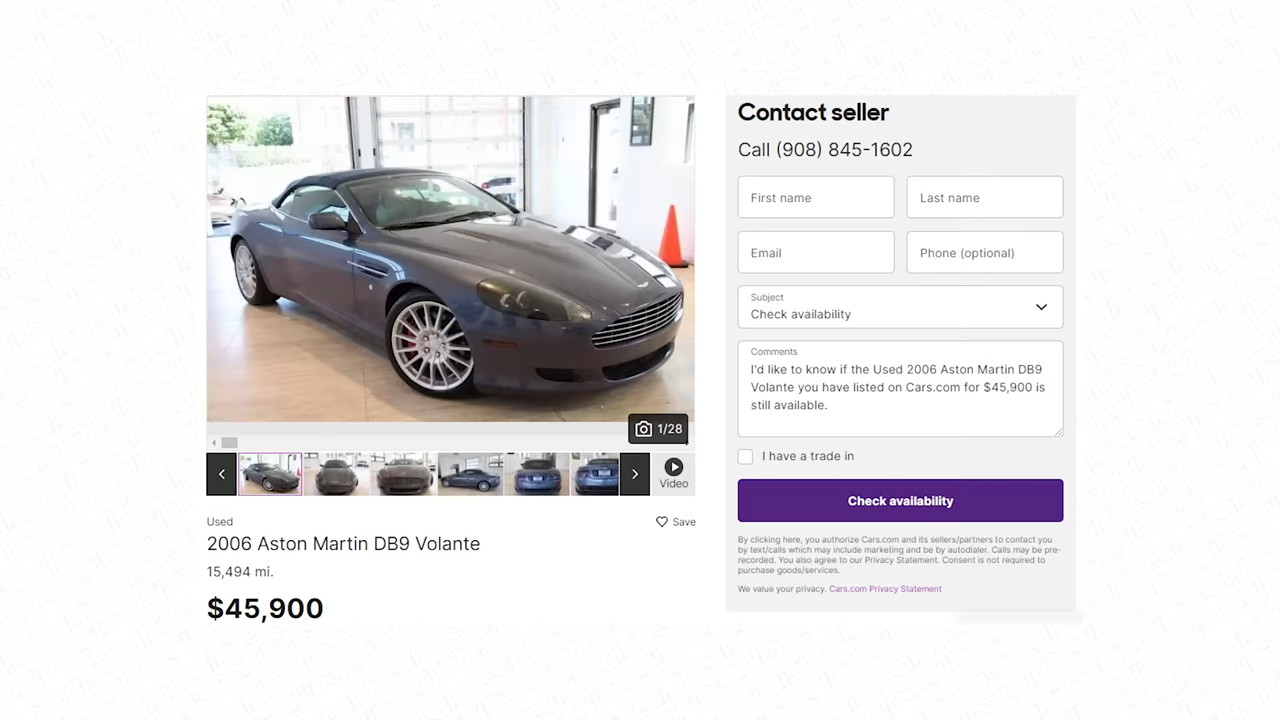 1/28
Video
Used
Save
2006 Aston Martin DB9 Volante
15,494 mi.
$45,900
Contact seller
Call (908) 845-1602
First name
Last name
Email
Phone (optional)
Subject
Check availability
Comments
I'd like to know if the Used 2006 Aston Martin DB9
Volante you have listed on Cars.com for $45,900 is
still available.
I have a trade in
Check availability
By clicking here, you authorize Cars.com and its sellers/partners to contact you
by text/calls which may include marketing and be by autodialer. Calls may be pre-
recorded. You also agree to our Privacy Statement. Consent is not required to
purchase goods/services.
We value your privacy. Cars.com Privacy Statement